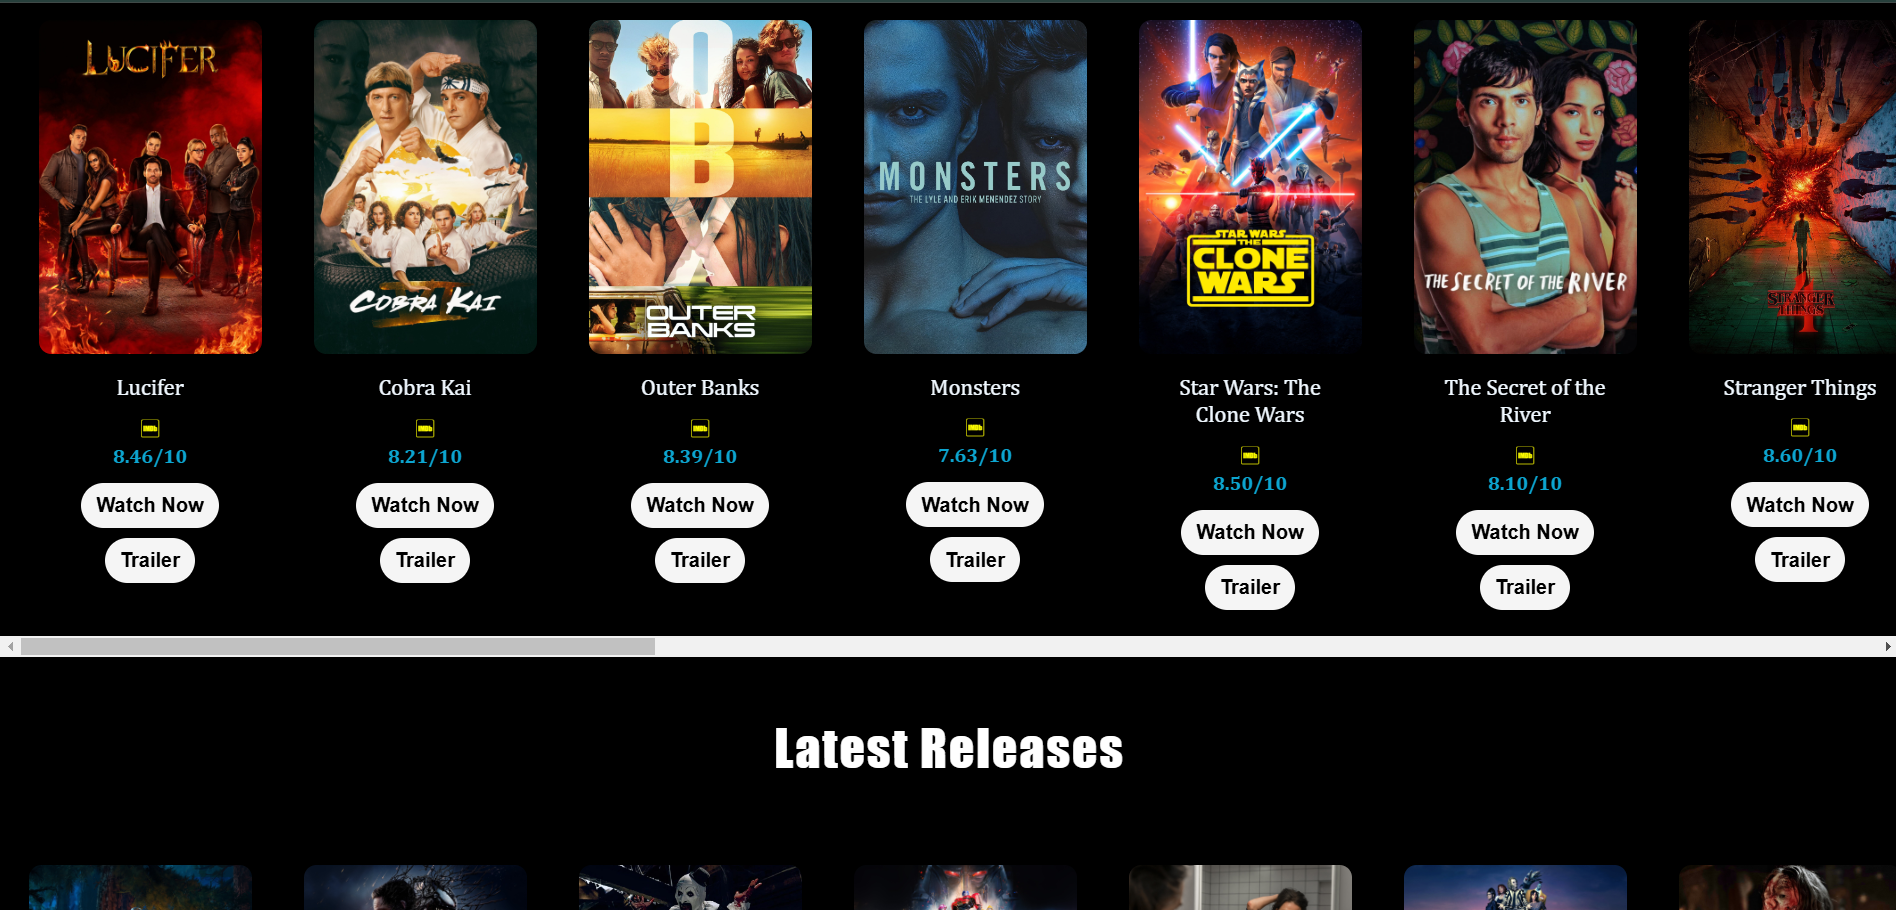 LUCIFER
COBRA KAI
O
B
X
OUTER
BANKS
MONSTERS
THE LYLE AND ERIK MENENDEZ STORY
STAR WARS
THE
CLONE
WARS
THE SECRET OF THE RIVER
STRANGER
THINGS
4
Lucifer
Cobra Kai
Outer Banks
Monsters
Star Wars: The
Clone Wars
The Secret of the
River
Stranger Things
IMDb
IMDb
IMDb
IMDb
IMDb
IMDb
IMDb
8.46/10
8.21/10
8.39/10
7.63/10
8.50/10
8.10/10
8.60/10
Watch Now
Watch Now
Watch Now
Watch Now
Watch Now
Watch Now
Watch Now
Trailer
Trailer
Trailer
Trailer
Trailer
Trailer
Trailer
Latest Releases